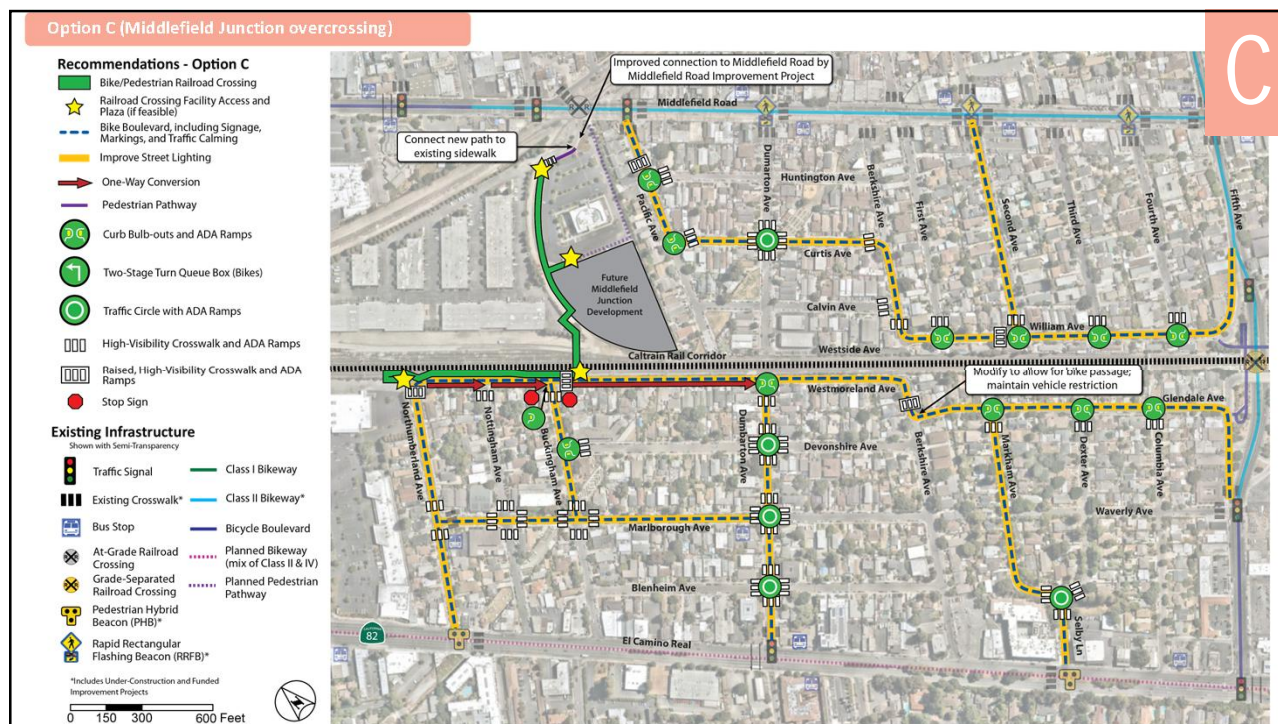 Option C (Middlefield Junction overcrossing)
C
Recommendations - Option C
Bike/Pedestrian Railroad Crossing
Railroad Crossing Facility Access and
Plaza (if feasible)
Bike Boulevard, including Signage,
Markings, and Traffic Calming
Improve Street Lighting
One-Way Conversion
Pedestrian Pathway
Curb Bulb-outs and ADA Ramps
Two-Stage Turn Queue Box (Bikes)
Traffic Circle with ADA Ramps
High-Visibility Crosswalk and ADA Ramps
Raised, High-Visibility Crosswalk and ADA
Ramps
Stop Sign
Existing Infrastructure
Shown with Semi-Transparency
Traffic Signal
Existing Crosswalk*
Bus Stop
At-Grade Railroad
Crossing
Grade-Separated
Railroad Crossing
Pedestrian Hybrid
Beacon (PHB)*
Rapid Rectangular
Flashing Beacon (RRFB)*
Class I Bikeway
Class II Bikeway*
Bicycle Boulevard
Planned Bikeway
(mix of Class II & IV)
Planned Pedestrian
Pathway
*Includes Under-Construction and Funded
Improvement Projects
0 150 300 600 Feet
Improved connection to Middlefield Road by
Middlefield Road Improvement Project
Middlefield Road
Connect new path to
existing sidewalk
Huntington Ave
Pacific Ave
Dumarton Ave
Berkshire Ave
First Ave
Second Ave
Third Ave
Fourth Ave
Fifth Ave
Curtis Ave
Future
Middlefield
Junction
Development
Calvin Ave
William Ave
Westside Ave
Caltrain Rail Corridor
Modify to allow for bike passage;
maintain vehicle restriction
Westmoreland Ave
Glendale Ave
Northumberland Ave
Nottingham Ave
Buckingham Ave
Dumbarton Ave
Devonshire Ave
Berkshire Ave
Markham Ave
Dexter Ave
Columbia Ave
Waverly Ave
Marlborough Ave
Blenheim Ave
Selby Ln
El Camino Real
82